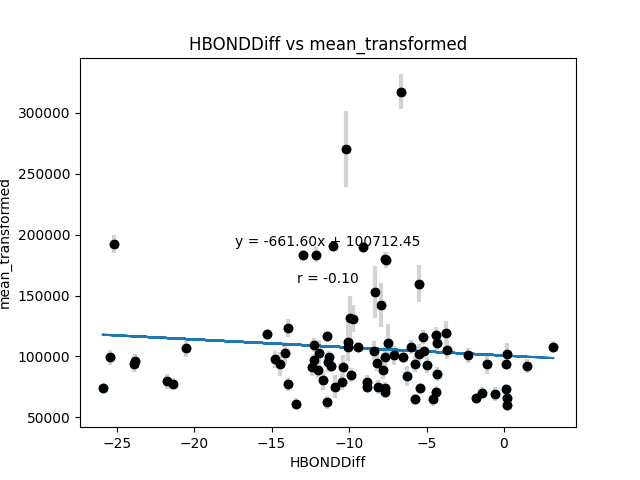 HBONDDiff vs mean_transformed
300000
250000
200000
150000
100000
50000
mean_transformed
y = -661.60x + 100712.45
r = -0.10
−25
−20
−15
−10
−5
0
HBONDDiff